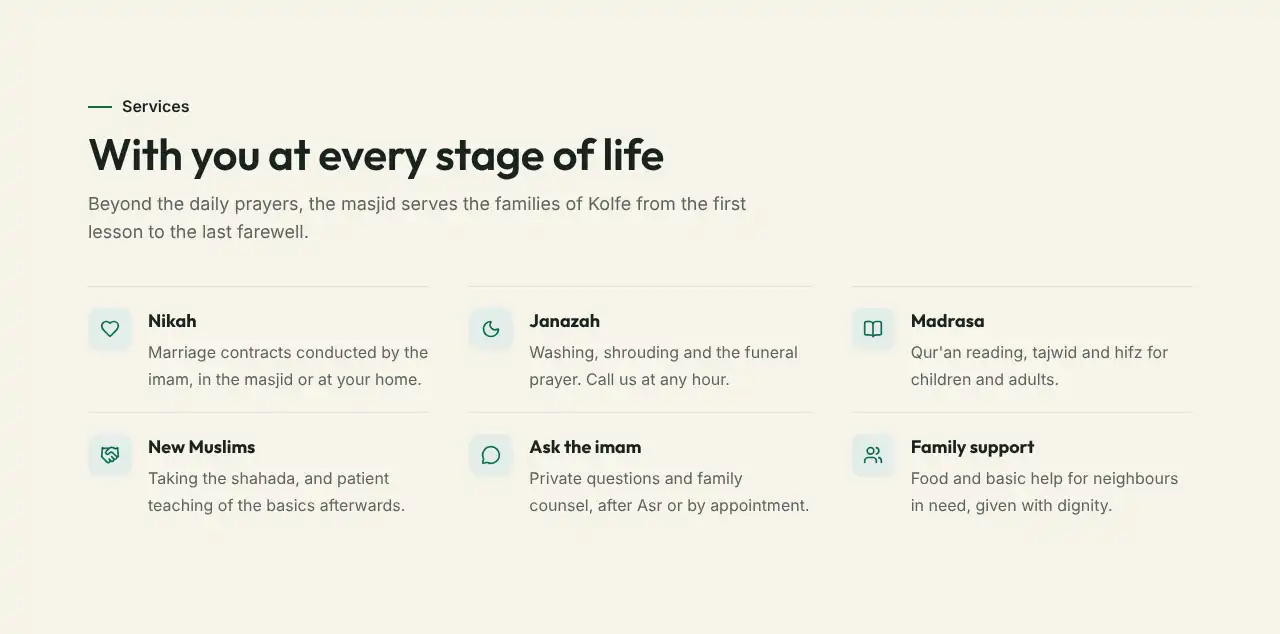 Services
With you at every stage of life
Beyond the daily prayers, the masjid serves the families of Kolfe from the first
lesson to the last farewell.
Nikah
Marriage contracts conducted by the
imam, in the masjid or at your home.
Janazah
Washing, shrouding and the funeral
prayer. Call us at any hour.
Madrasa
Qur'an reading, tajwid and hifz for
children and adults.
New Muslims
Taking the shahada, and patient
teaching of the basics afterwards.
Ask the imam
Private questions and family
counsel, after Asr or by appointment.
Family support
Food and basic help for neighbours
in need, given with dignity.